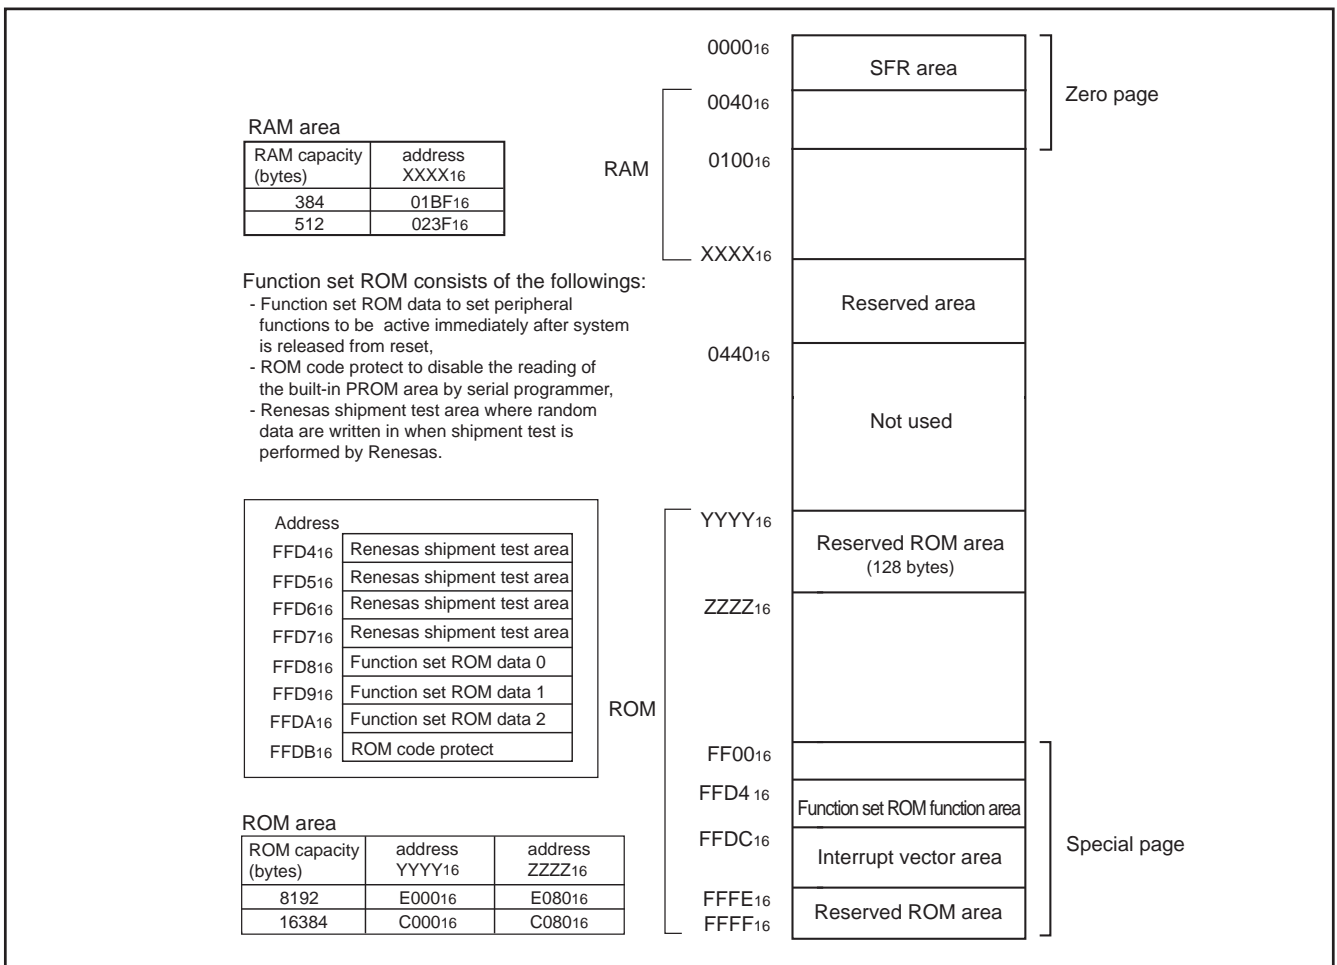 RAM area
RAM capacity (bytes) address XXXX16
384 01BF16
512 023F16
Function set ROM consists of the followings:
- Function set ROM data to set peripheral
functions to be active immediately after system
is released from reset,
- ROM code protect to disable the reading of
the built-in PROM area by serial programmer,
- Renesas shipment test area where random
data are written in when shipment test is
performed by Renesas.
Address
FFD416 Renesas shipment test area
FFD516 Renesas shipment test area
FFD616 Renesas shipment test area
FFD716 Renesas shipment test area
FFD816 Function set ROM data 0
FFD916 Function set ROM data 1
FFDA16 Function set ROM data 2
FFDB16 ROM code protect
ROM area
ROM capacity (bytes) address YYYY16 address ZZZZ16
8192 E00016 E08016
16384 C00016 C08016
RAM
ROM
000016
SFR area
004016
Zero page
010016
XXXX16
Reserved area
044016
Not used
YYYY16
Reserved ROM area
(128 bytes)
ZZZZ16
FF0016
FFD4 16
Function set ROM function area
FFDC16
Interrupt vector area
Special page
FFFE16
Reserved ROM area
FFFF16